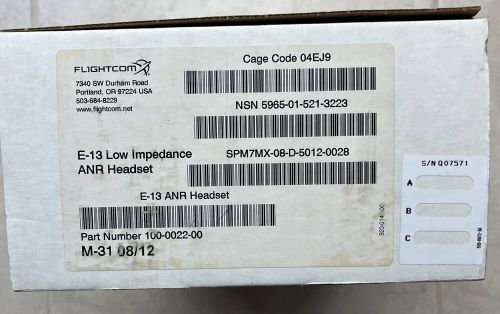 FLIGHTCOM
7340 SW Durham Road
Portland, OR 97224 USA
503-684-8229
www.flightcom.net
Cage Code 04EJ9
NSN 5965-01-521-3223
E-13 Low Impedance
ANR Headset
SPM7MX-08-D-5012-0028
E-13 ANR Headset
Part Number 100-0022-00
M-31 08/12
S/N Q07571
A
B
C